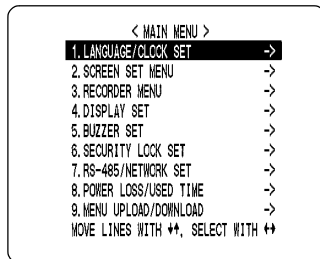 < MAIN MENU >
1. LANGUAGE/CLOCK SET ->
2. SCREEN SET MENU ->
3. RECORDER MENU ->
4. DISPLAY SET ->
5. BUZZER SET ->
6. SECURITY LOCK SET ->
7. RS-485/NETWORK SET ->
8. POWER LOSS/USED TIME ->
9. MENU UPLOAD/DOWNLOAD ->
MOVE LINES WITH ↓↑, SELECT WITH ↔